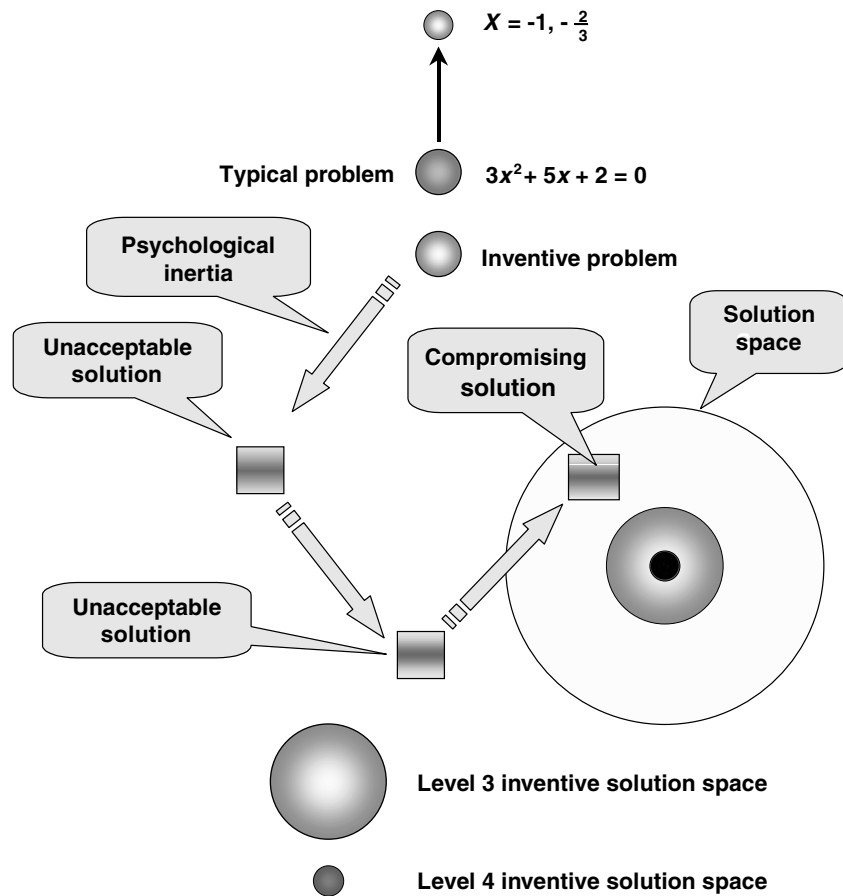 X = -1, - 2/3
Typical problem
3x² + 5x + 2 = 0
Psychological
inertia
Inventive problem
Unacceptable
solution
Compromising
solution
Solution
space
Unacceptable
solution
Level 3 inventive solution space
Level 4 inventive solution space